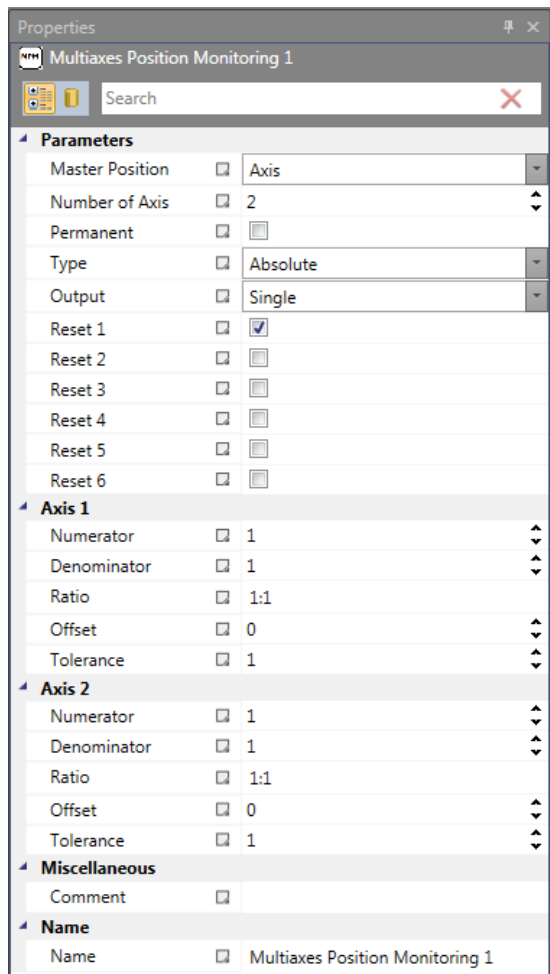 Properties
NPM Multiaxes Position Monitoring 1
Search
Parameters
Master Position Axis
Number of Axis 2
Permanent
Type Absolute
Output Single
Reset 1
Reset 2
Reset 3
Reset 4
Reset 5
Reset 6
Axis 1
Numerator 1
Denominator 1
Ratio 1:1
Offset 0
Tolerance 1
Axis 2
Numerator 1
Denominator 1
Ratio 1:1
Offset 0
Tolerance 1
Miscellaneous
Comment
Name
Name Multiaxes Position Monitoring 1